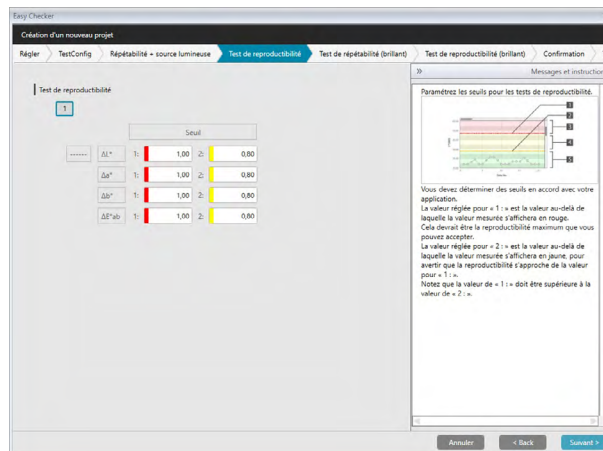 Easy Checker
Création d'un nouveau projet
Régler TestConfig Répétabilité + source lumineuse Test de reproductibilité Test de répétabilité (brillant) Test de reproductibilité (brillant) Confirmation
» Messages et instruction
Test de reproductibilité
1
Seuil
------ ΔL* 1: 1,00 2: 0,80
Δa* 1: 1,00 2: 0,80
Δb* 1: 1,00 2: 0,80
ΔE*ab 1: 1,00 2: 0,80
Paramétrez les seuils pour les tests de reproductibilité.
1
2
3
4
5
Vous devez déterminer des seuils en accord avec votre
application.
La valeur réglée pour « 1 : » est la valeur au-delà de
laquelle la valeur mesurée s'affichera en rouge.
Cela devrait être la reproductibilité maximum que vous
pouvez accepter.
La valeur réglée pour « 2 : » est la valeur au-delà de
laquelle la valeur mesurée s'affichera en jaune, pour
avertir que la reproductibilité s'approche de la valeur
pour « 1 : ».
Notez que la valeur de « 1 : » doit être supérieure à la
valeur de « 2 : ».
Annuler < Back Suivant >